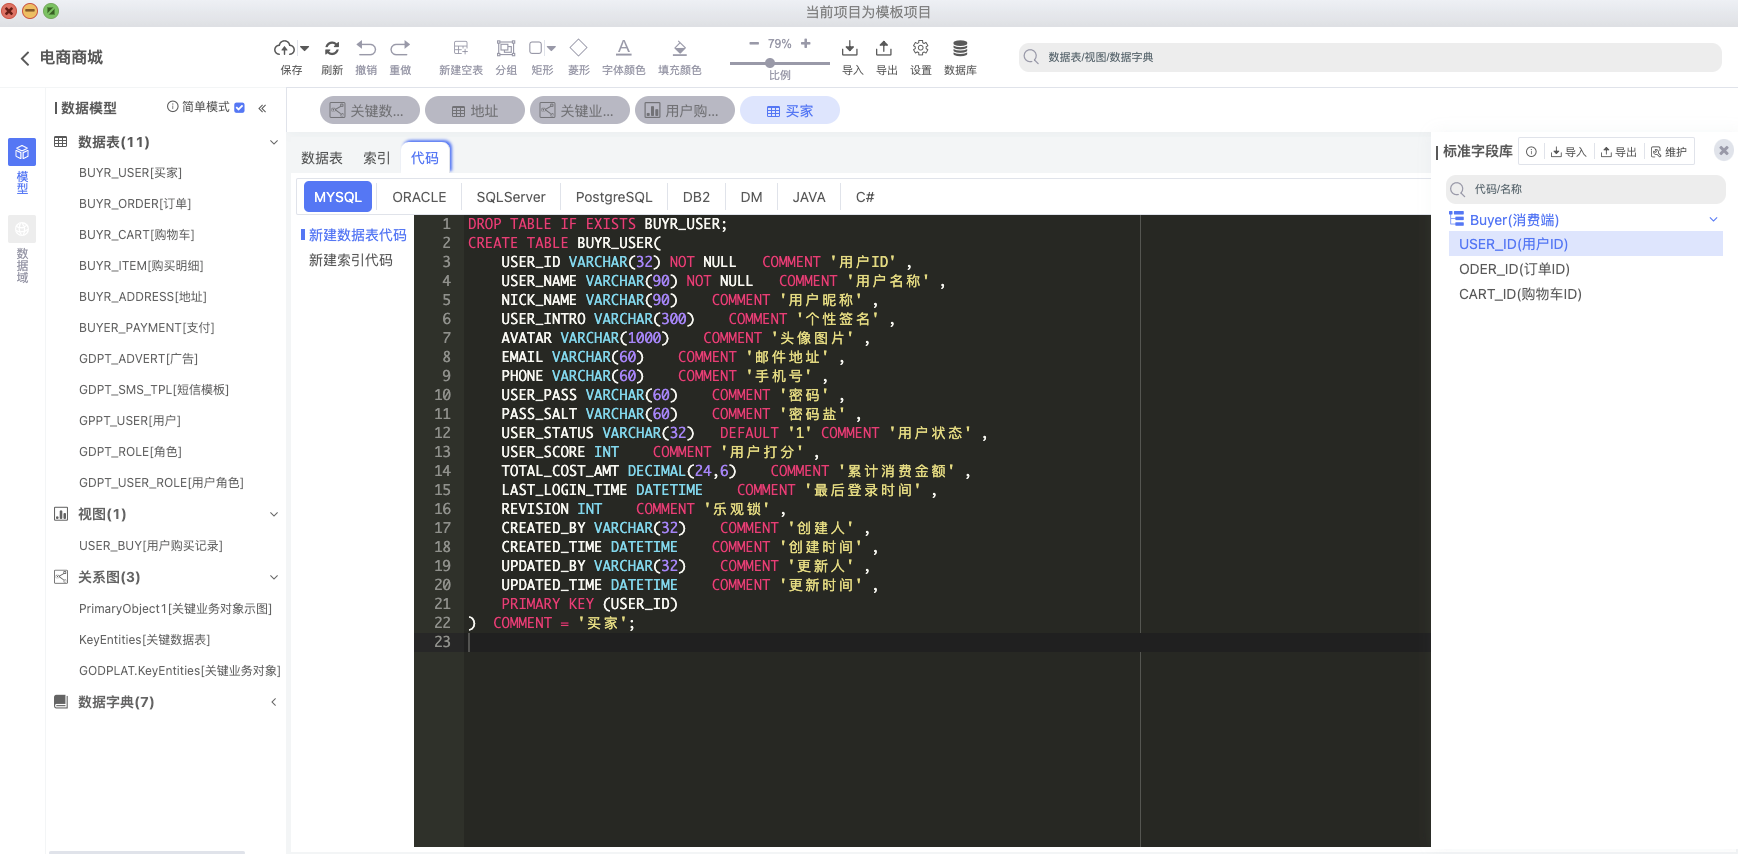 当前项目为模板项目
电商商城
保存 刷新 撤销 重做 新建空表 分组 矩形 菱形 字体颜色 填充颜色 79% 比例 导入 导出 设置 数据库
数据表/视图/数据字典
数据模型 简单模式
模型
数据域
数据表(11)
BUYR_USER[买家]
BUYR_ORDER[订单]
BUYR_CART[购物车]
BUYR_ITEM[购买明细]
BUYR_ADDRESS[地址]
BUYER_PAYMENT[支付]
GDPT_ADVERT[广告]
GDPT_SMS_TPL[短信模板]
GPPT_USER[用户]
GDPT_ROLE[角色]
GDPT_USER_ROLE[用户角色]
视图(1)
USER_BUY[用户购买记录]
关系图(3)
PrimaryObject1[关键业务对象示图]
KeyEntities[关键数据表]
GODPLAT.KeyEntities[关键业务对象]
数据字典(7)
关键数... 地址 关键业... 用户购... 买家
数据表 索引 代码
MYSQL ORACLE SQLServer PostgreSQL DB2 DM JAVA C#
新建数据表代码
新建索引代码
1 DROP TABLE IF EXISTS BUYR_USER;
2 CREATE TABLE BUYR_USER(
3 USER_ID VARCHAR(32) NOT NULL COMMENT '用户ID' ,
4 USER_NAME VARCHAR(90) NOT NULL COMMENT '用户名称' ,
5 NICK_NAME VARCHAR(90) COMMENT '用户昵称' ,
6 USER_INTRO VARCHAR(300) COMMENT '个性签名' ,
7 AVATAR VARCHAR(1000) COMMENT '头像图片' ,
8 EMAIL VARCHAR(60) COMMENT '邮件地址' ,
9 PHONE VARCHAR(60) COMMENT '手机号' ,
10 USER_PASS VARCHAR(60) COMMENT '密码' ,
11 PASS_SALT VARCHAR(60) COMMENT '密码盐' ,
12 USER_STATUS VARCHAR(32) DEFAULT '1' COMMENT '用户状态' ,
13 USER_SCORE INT COMMENT '用户打分' ,
14 TOTAL_COST_AMT DECIMAL(24,6) COMMENT '累计消费金额' ,
15 LAST_LOGIN_TIME DATETIME COMMENT '最后登录时间' ,
16 REVISION INT COMMENT '乐观锁' ,
17 CREATED_BY VARCHAR(32) COMMENT '创建人' ,
18 CREATED_TIME DATETIME COMMENT '创建时间' ,
19 UPDATED_BY VARCHAR(32) COMMENT '更新人' ,
20 UPDATED_TIME DATETIME COMMENT '更新时间' ,
21 PRIMARY KEY (USER_ID)
22 ) COMMENT = '买家';
23
标准字段库 导入 导出 维护
代码/名称
Buyer(消费端)
USER_ID(用户ID)
ODER_ID(订单ID)
CART_ID(购物车ID)